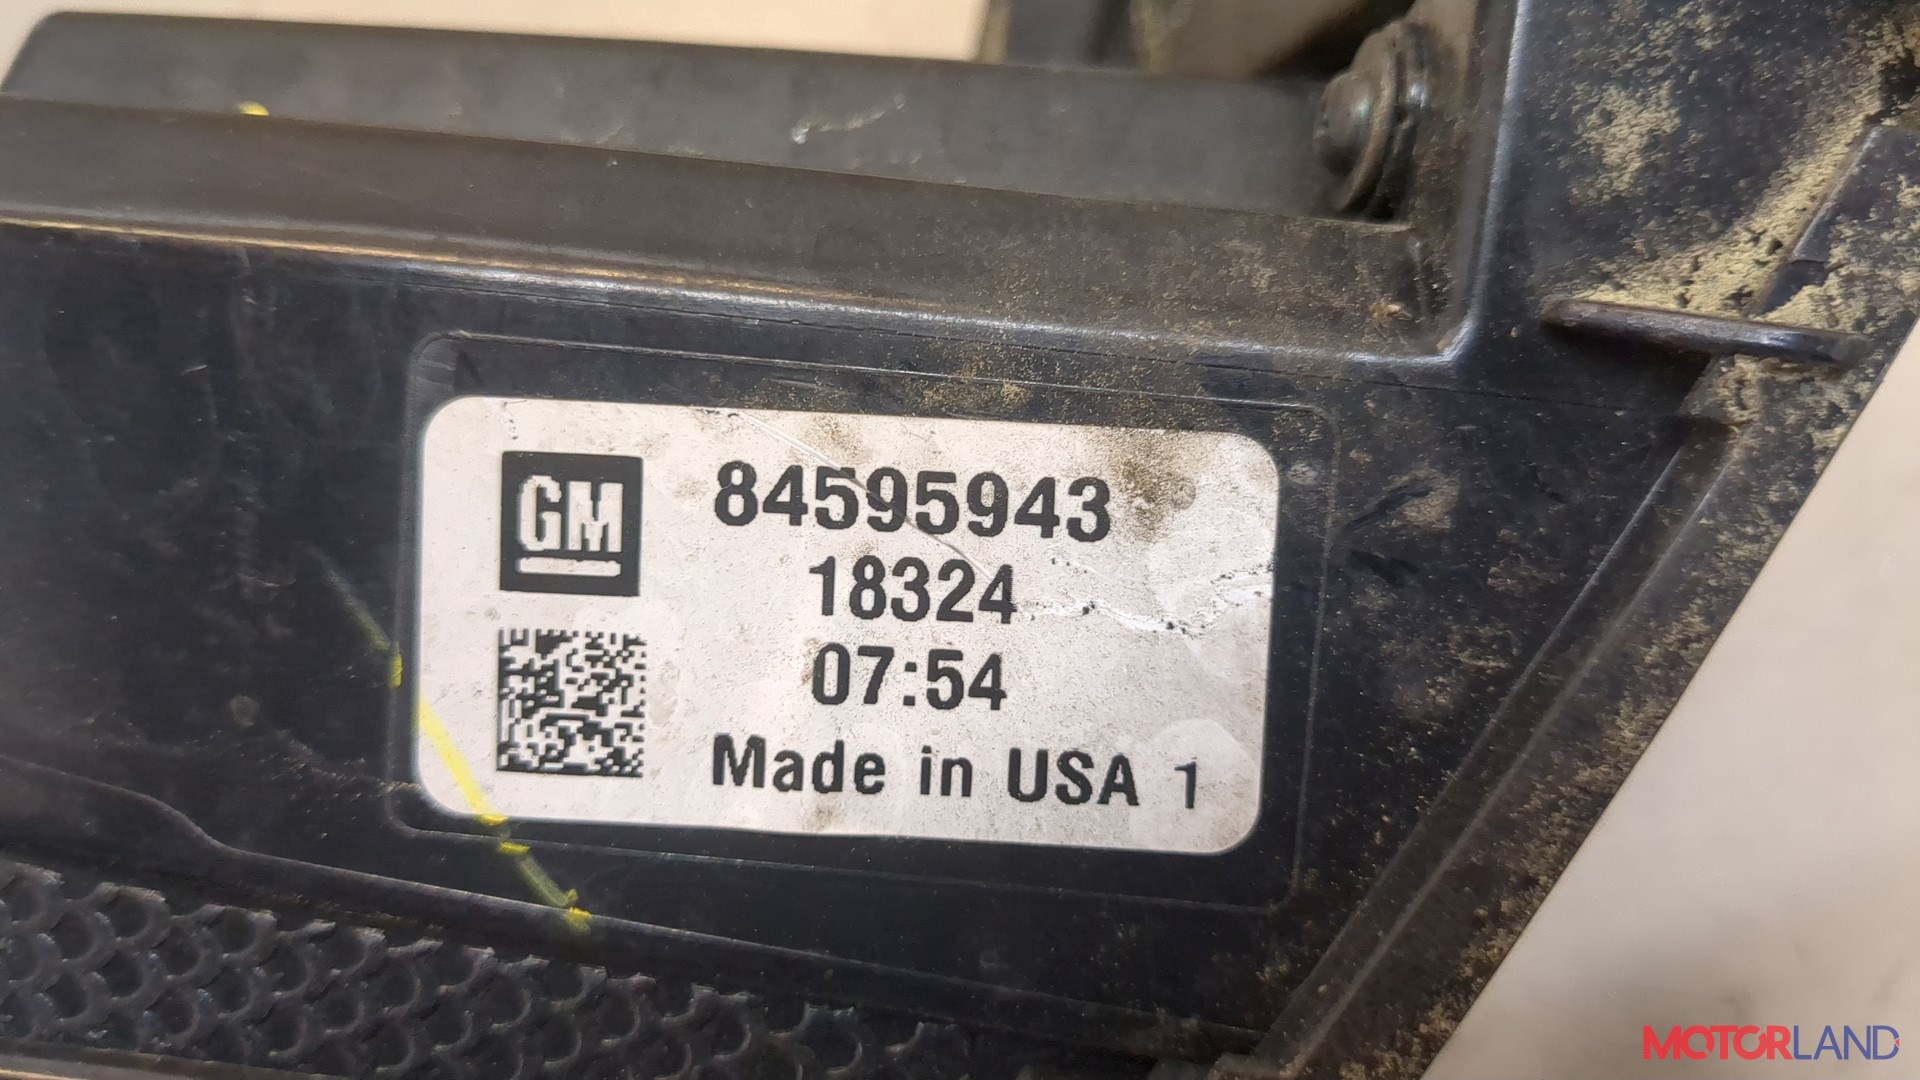 GM
84595943
18324
07:54
Made in USA 1
MOTORLAND